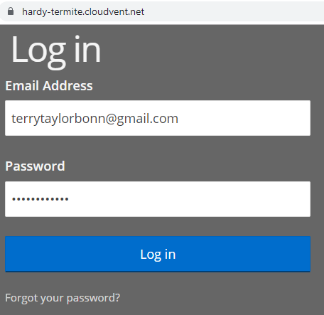 hardy-termite.cloudvent.net
Log in
Email Address
terrytaylorbonn@gmail.com
Password
••••••••••••
Log in
Forgot your password?